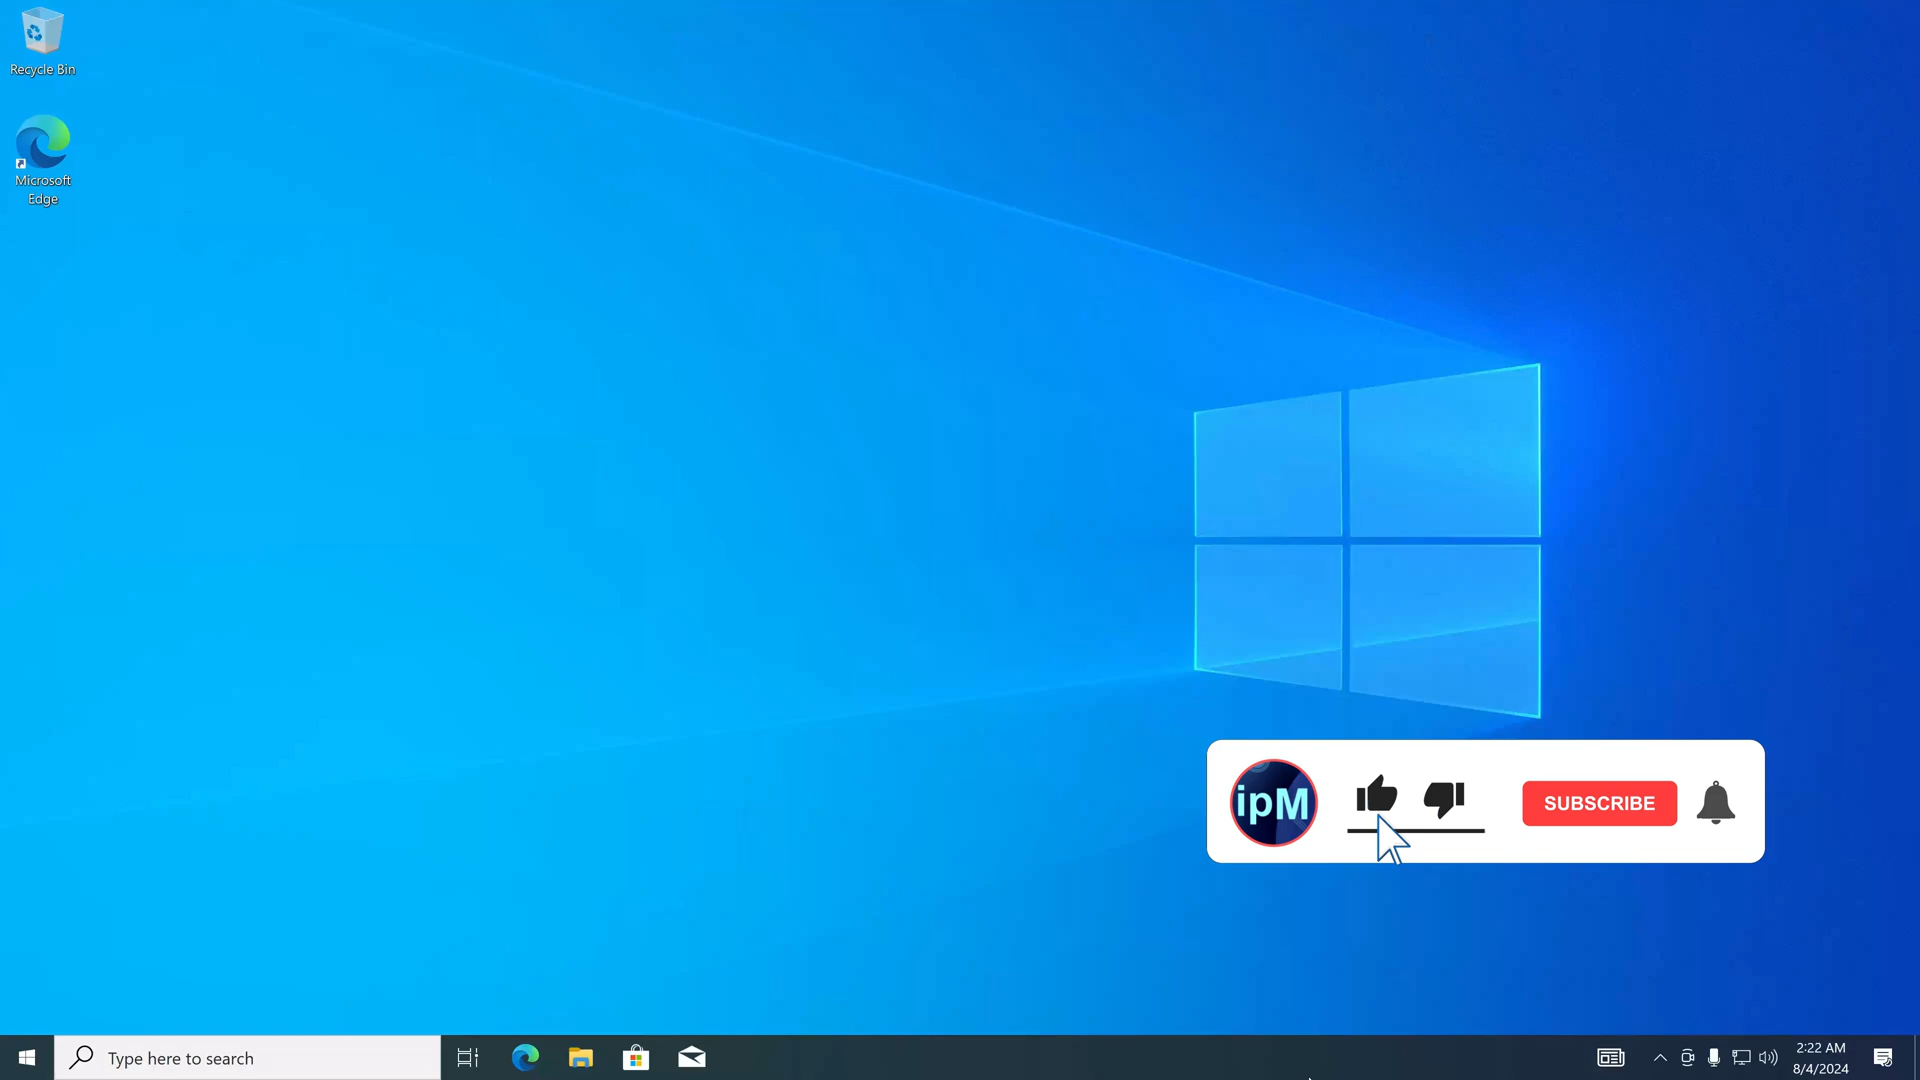 Recycle Bin
Microsoft
Edge
ipM
SUBSCRIBE
Type here to search
2:22 AM
8/4/2024